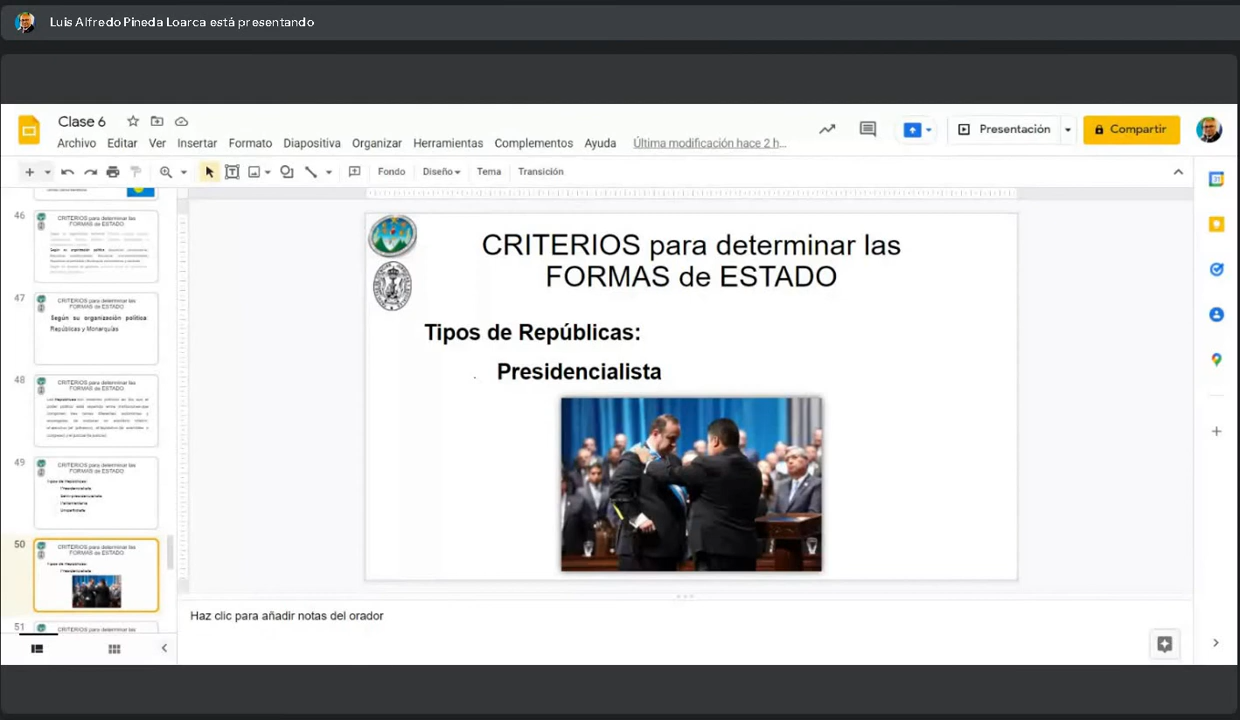 Luis Alfredo Pineda Loarca está presentando
Clase 6
Archivo Editar Ver Insertar Formato Diapositiva Organizar Herramientas Complementos Ayuda Última modificación hace 2 h...
Presentación
Compartir
Fondo Diseño Tema Transición
46
CRITERIOS para determinar las
FORMAS de ESTADO
47
CRITERIOS para determinar las
FORMAS de ESTADO
Según su organización política:
Repúblicas y Monarquías
48
CRITERIOS para determinar las
FORMAS de ESTADO
49
CRITERIOS para determinar las
FORMAS de ESTADO
Tipos de Repúblicas:
Presidencialista
Semi-presidencialista
Parlamentaria
Unipartidista
50
CRITERIOS para determinar las
FORMAS de ESTADO
Tipos de Repúblicas:
Presidencialista
51
CRITERIOS para determinar las
CRITERIOS para determinar las
FORMAS de ESTADO
Tipos de Repúblicas:
Presidencialista
Haz clic para añadir notas del orador